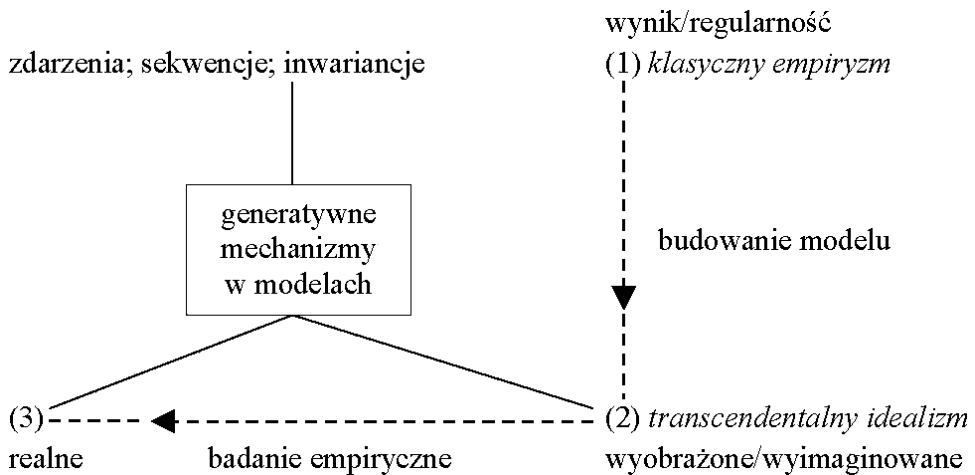 wynik/regularność
zdarzenia; sekwencje; inwariancje
(1) klasyczny empiryzm
generatywne
mechanizmy
w modelach
budowanie modelu
(3)
(2) transcendentalny idealizm
realne
badanie empiryczne
wyobrażone/wyimaginowane